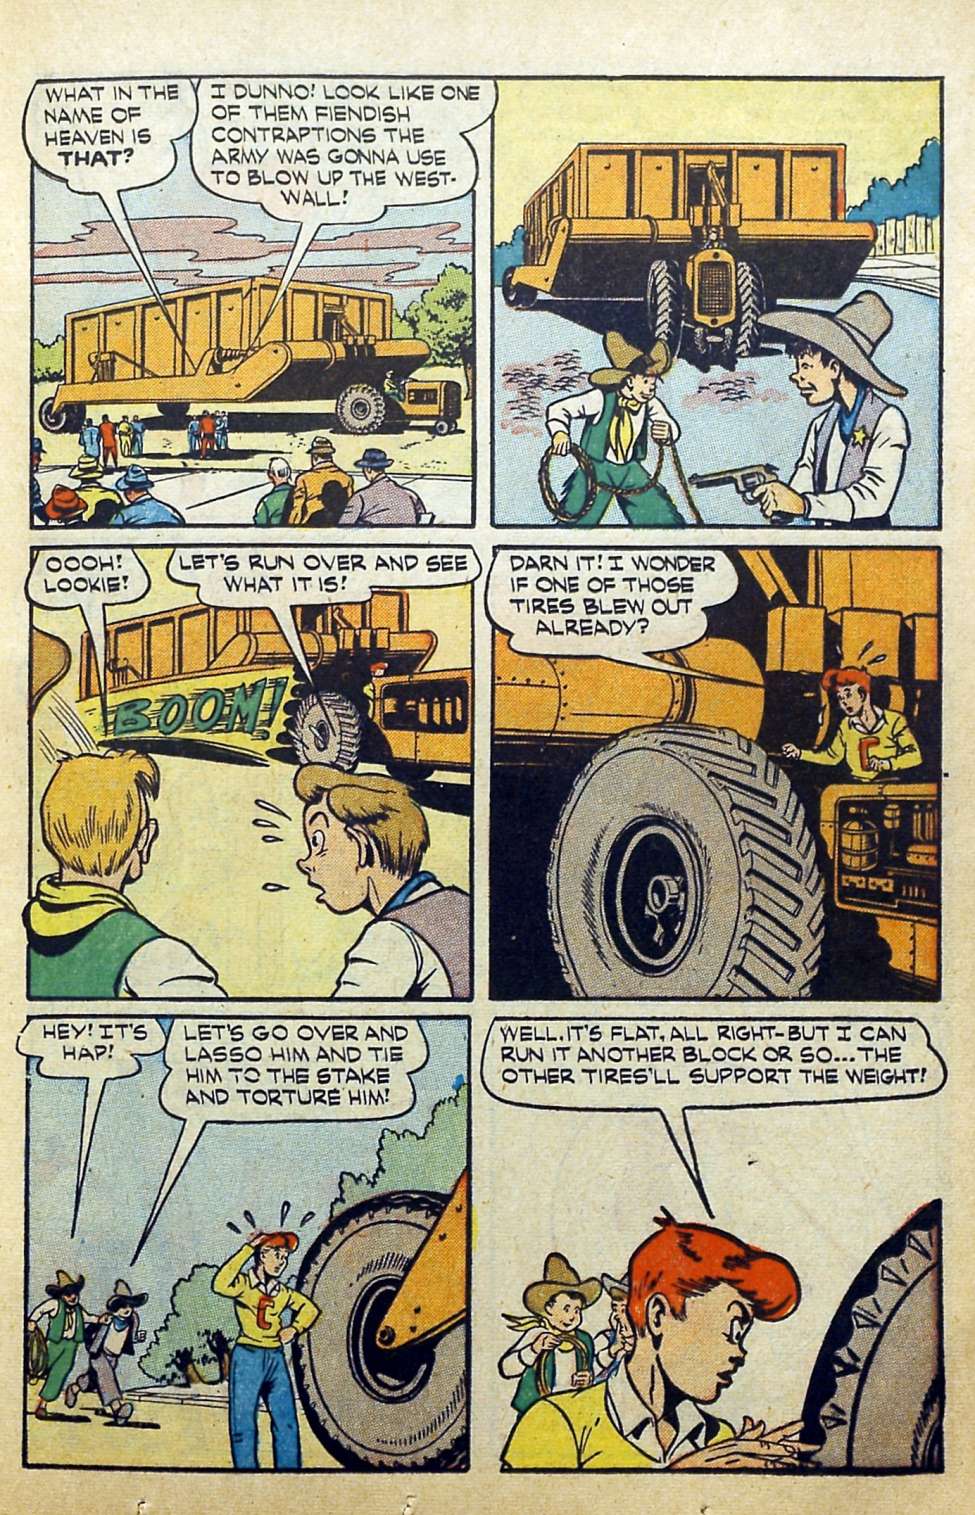 WHAT IN THE
NAME OF
HEAVEN IS
THAT?
I DUNNO! LOOK LIKE ONE
OF THEM FIENDISH
CONTRAPTIONS THE
ARMY WAS GONNA USE
TO BLOW UP THE WEST-
WALL!
OOOH!
LOOKIE!
LET'S RUN OVER AND SEE
WHAT IT IS!
BOOM!
DARN IT! I WONDER
IF ONE OF THOSE
TIRES BLEW OUT
ALREADY?
C
HEY! IT'S
HAP!
LET'S GO OVER AND
LASSO HIM AND TIE
HIM TO THE STAKE
AND TORTURE HIM!
C
WELL, IT'S FLAT, ALL RIGHT-BUT I CAN
RUN IT ANOTHER BLOCK OR SO...THE
OTHER TIRES'LL SUPPORT THE WEIGHT!